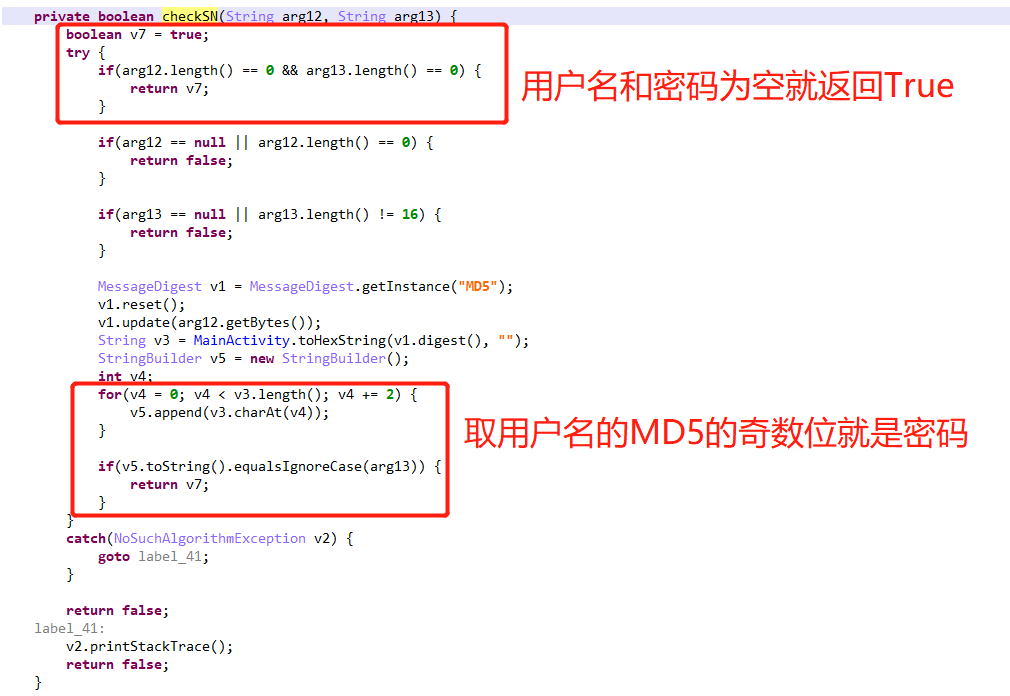 private boolean checkSN(String arg12, String arg13) {
boolean v7 = true;
try {
if(arg12.length() == 0 && arg13.length() == 0) {
return v7;
}
用户名和密码为空就返回True
if(arg12 == null || arg12.length() == 0) {
return false;
}
if(arg13 == null || arg13.length() != 16) {
return false;
}
MessageDigest v1 = MessageDigest.getInstance("MD5");
v1.reset();
v1.update(arg12.getBytes());
String v3 = MainActivity.toHexString(v1.digest(), "");
StringBuilder v5 = new StringBuilder();
int v4;
for(v4 = 0; v4 < v3.length(); v4 += 2) {
v5.append(v3.charAt(v4));
}
取用户名的MD5的奇数位就是密码
if(v5.toString().equalsIgnoreCase(arg13)) {
return v7;
}
}
catch(NoSuchAlgorithmException v2) {
goto label_41;
}
return false;
label_41:
v2.printStackTrace();
return false;
}